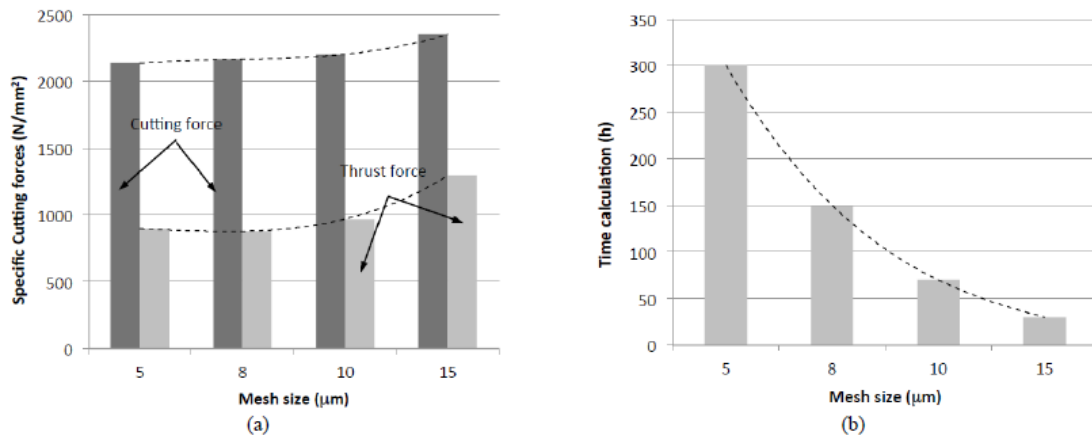 2500
2000
1500
1000
500
0
Specific Cutting forces (N/mm²)
Cutting force
Thrust force
5 8 10 15
Mesh size (μm)
(a)
350
300
250
200
150
100
50
0
Time calculation (h)
5 8 10 15
Mesh size (μm)
(b)